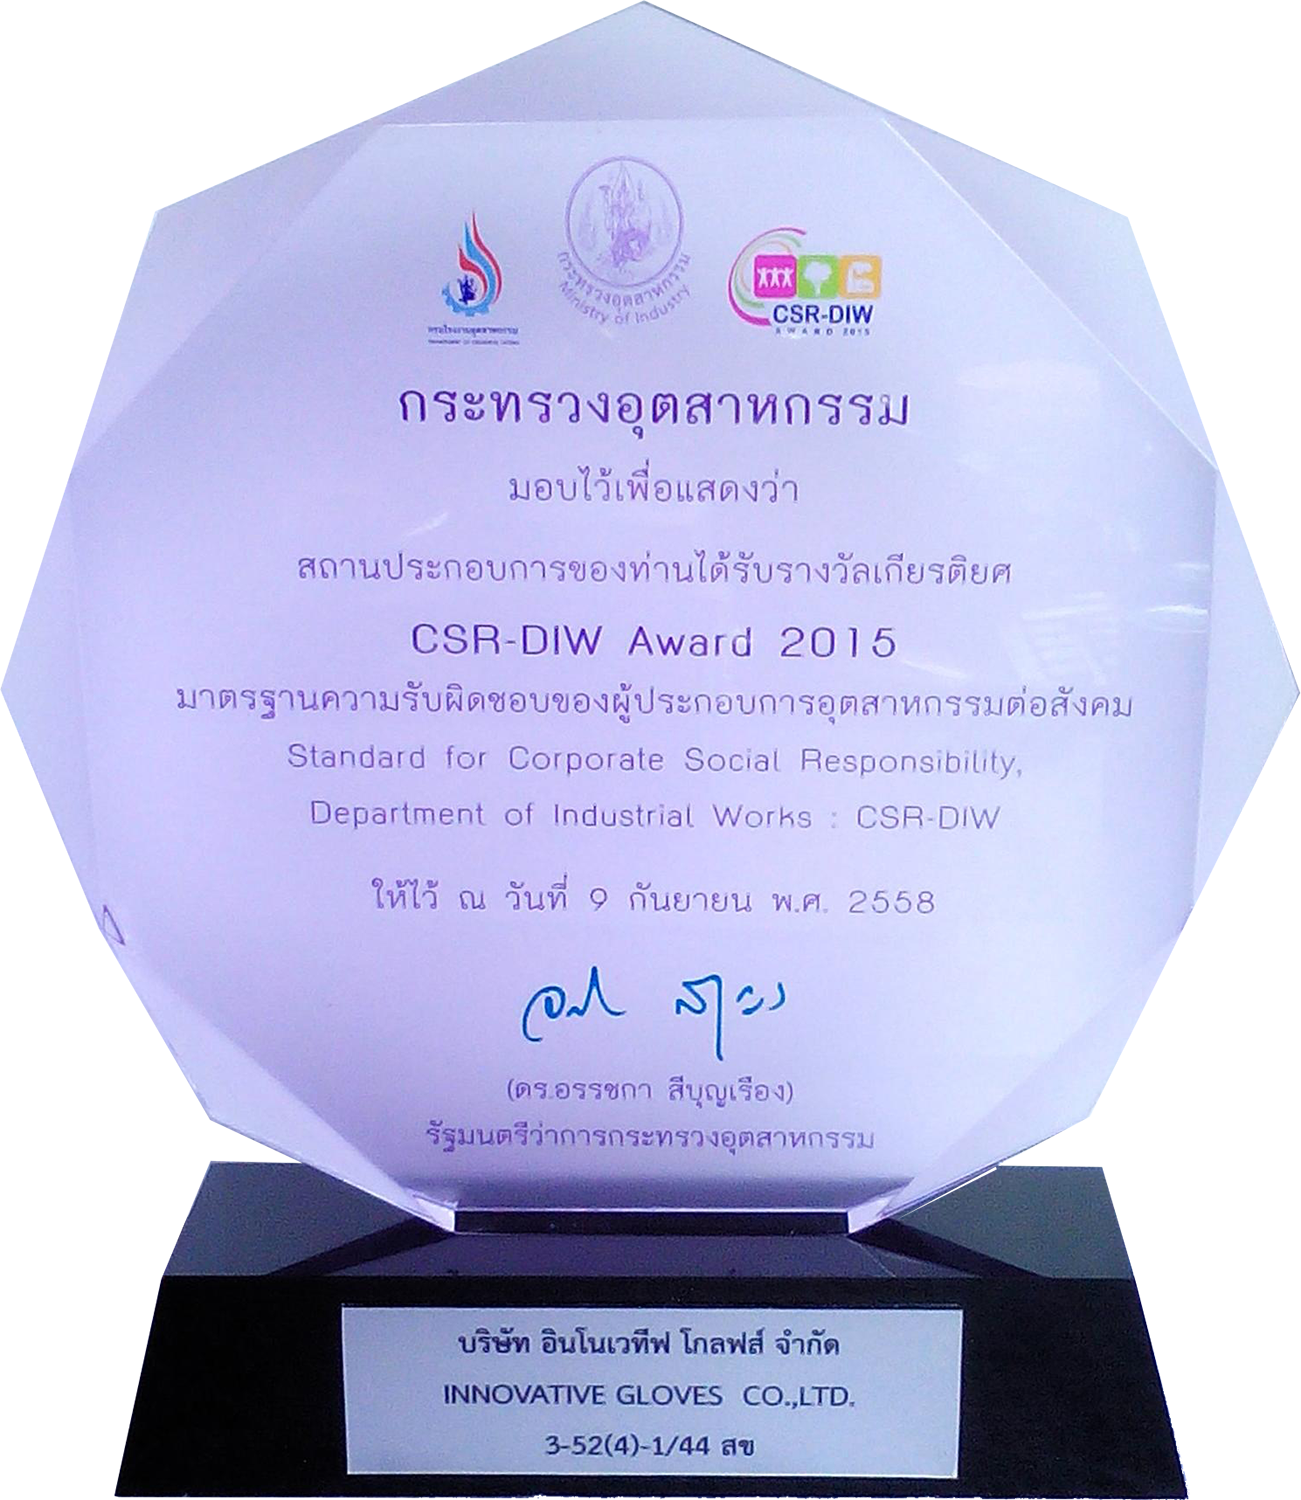 กระทรวงอุตสาหกรรม
Ministry of Industry
กรมโรงงานอุตสาหกรรม
CSR-DIW
AWARD 2015
กระทรวงอุตสาหกรรม
มอบไว้เพื่อแสดงว่า
สถานประกอบการของท่านได้รับรางวัลเกียรติยศ
CSR-DIW Award 2015
มาตรฐานความรับผิดชอบของผู้ประกอบการอุตสาหกรรมต่อสังคม
Standard for Corporate Social Responsibility,
Department of Industrial Works : CSR-DIW
ให้ไว้ ณ วันที่ 9 กันยายน พ.ศ. 2558
(ดร.อรรชกา สีบุญเรือง)
รัฐมนตรีว่าการกระทรวงอุตสาหกรรม
บริษัท อินโนเวทีฟ โกลฟส์ จำกัด
INNOVATIVE GLOVES CO.,LTD.
3-52(4)-1/44 สข